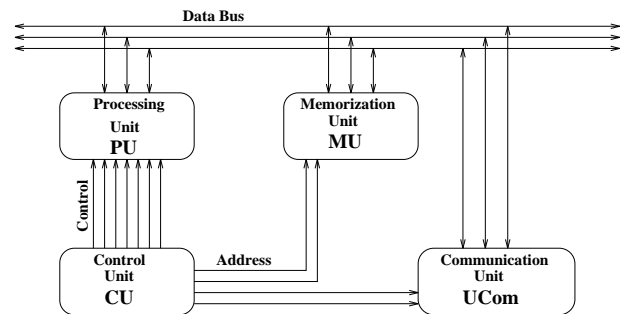 Data Bus
Processing
Unit
PU
Memorization
Unit
MU
Control
Control
Unit
CU
Address
Communication
Unit
UCom